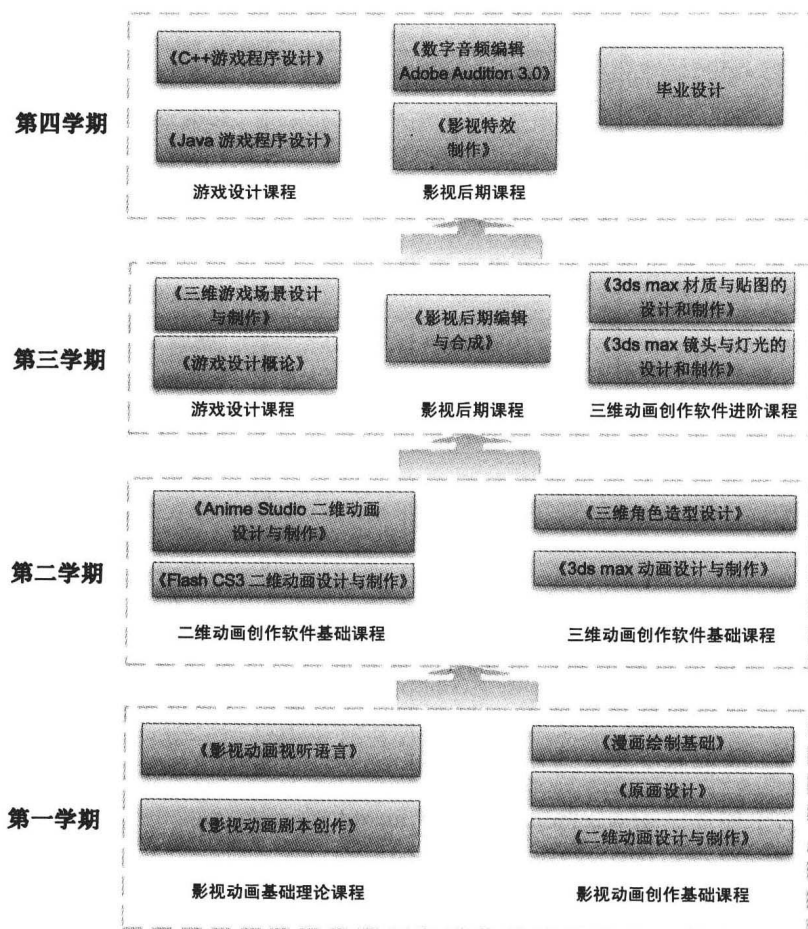 第四学期
《C++游戏程序设计》
《Java 游戏程序设计》
游戏设计课程
《数字音频编辑
Adobe Audition 3.0》
《影视特效
制作》
影视后期课程
毕业设计
第三学期
《三维游戏场景设计
与制作》
《游戏设计概论》
游戏设计课程
《影视后期编辑
与合成》
影视后期课程
《3ds max 材质与贴图的
设计和制作》
《3ds max 镜头与灯光的
设计和制作》
三维动画创作软件进阶课程
第二学期
《Anime Studio 二维动画
设计与制作》
《Flash CS3 二维动画设计与制作》
二维动画创作软件基础课程
《三维角色造型设计》
《3ds max 动画设计与制作》
三维动画创作软件基础课程
第一学期
《影视动画视听语言》
《影视动画剧本创作》
影视动画基础理论课程
《漫画绘制基础》
《原画设计》
《二维动画设计与制作》
影视动画创作基础课程